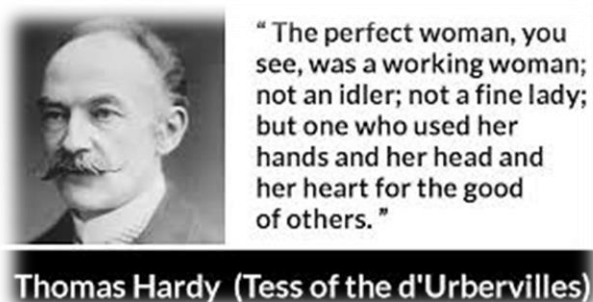 “ The perfect woman, you
see, was a working woman;
not an idler; not a fine lady;
but one who used her
hands and her head and
her heart for the good
of others. ”
Thomas Hardy (Tess of the d'Urbervilles)